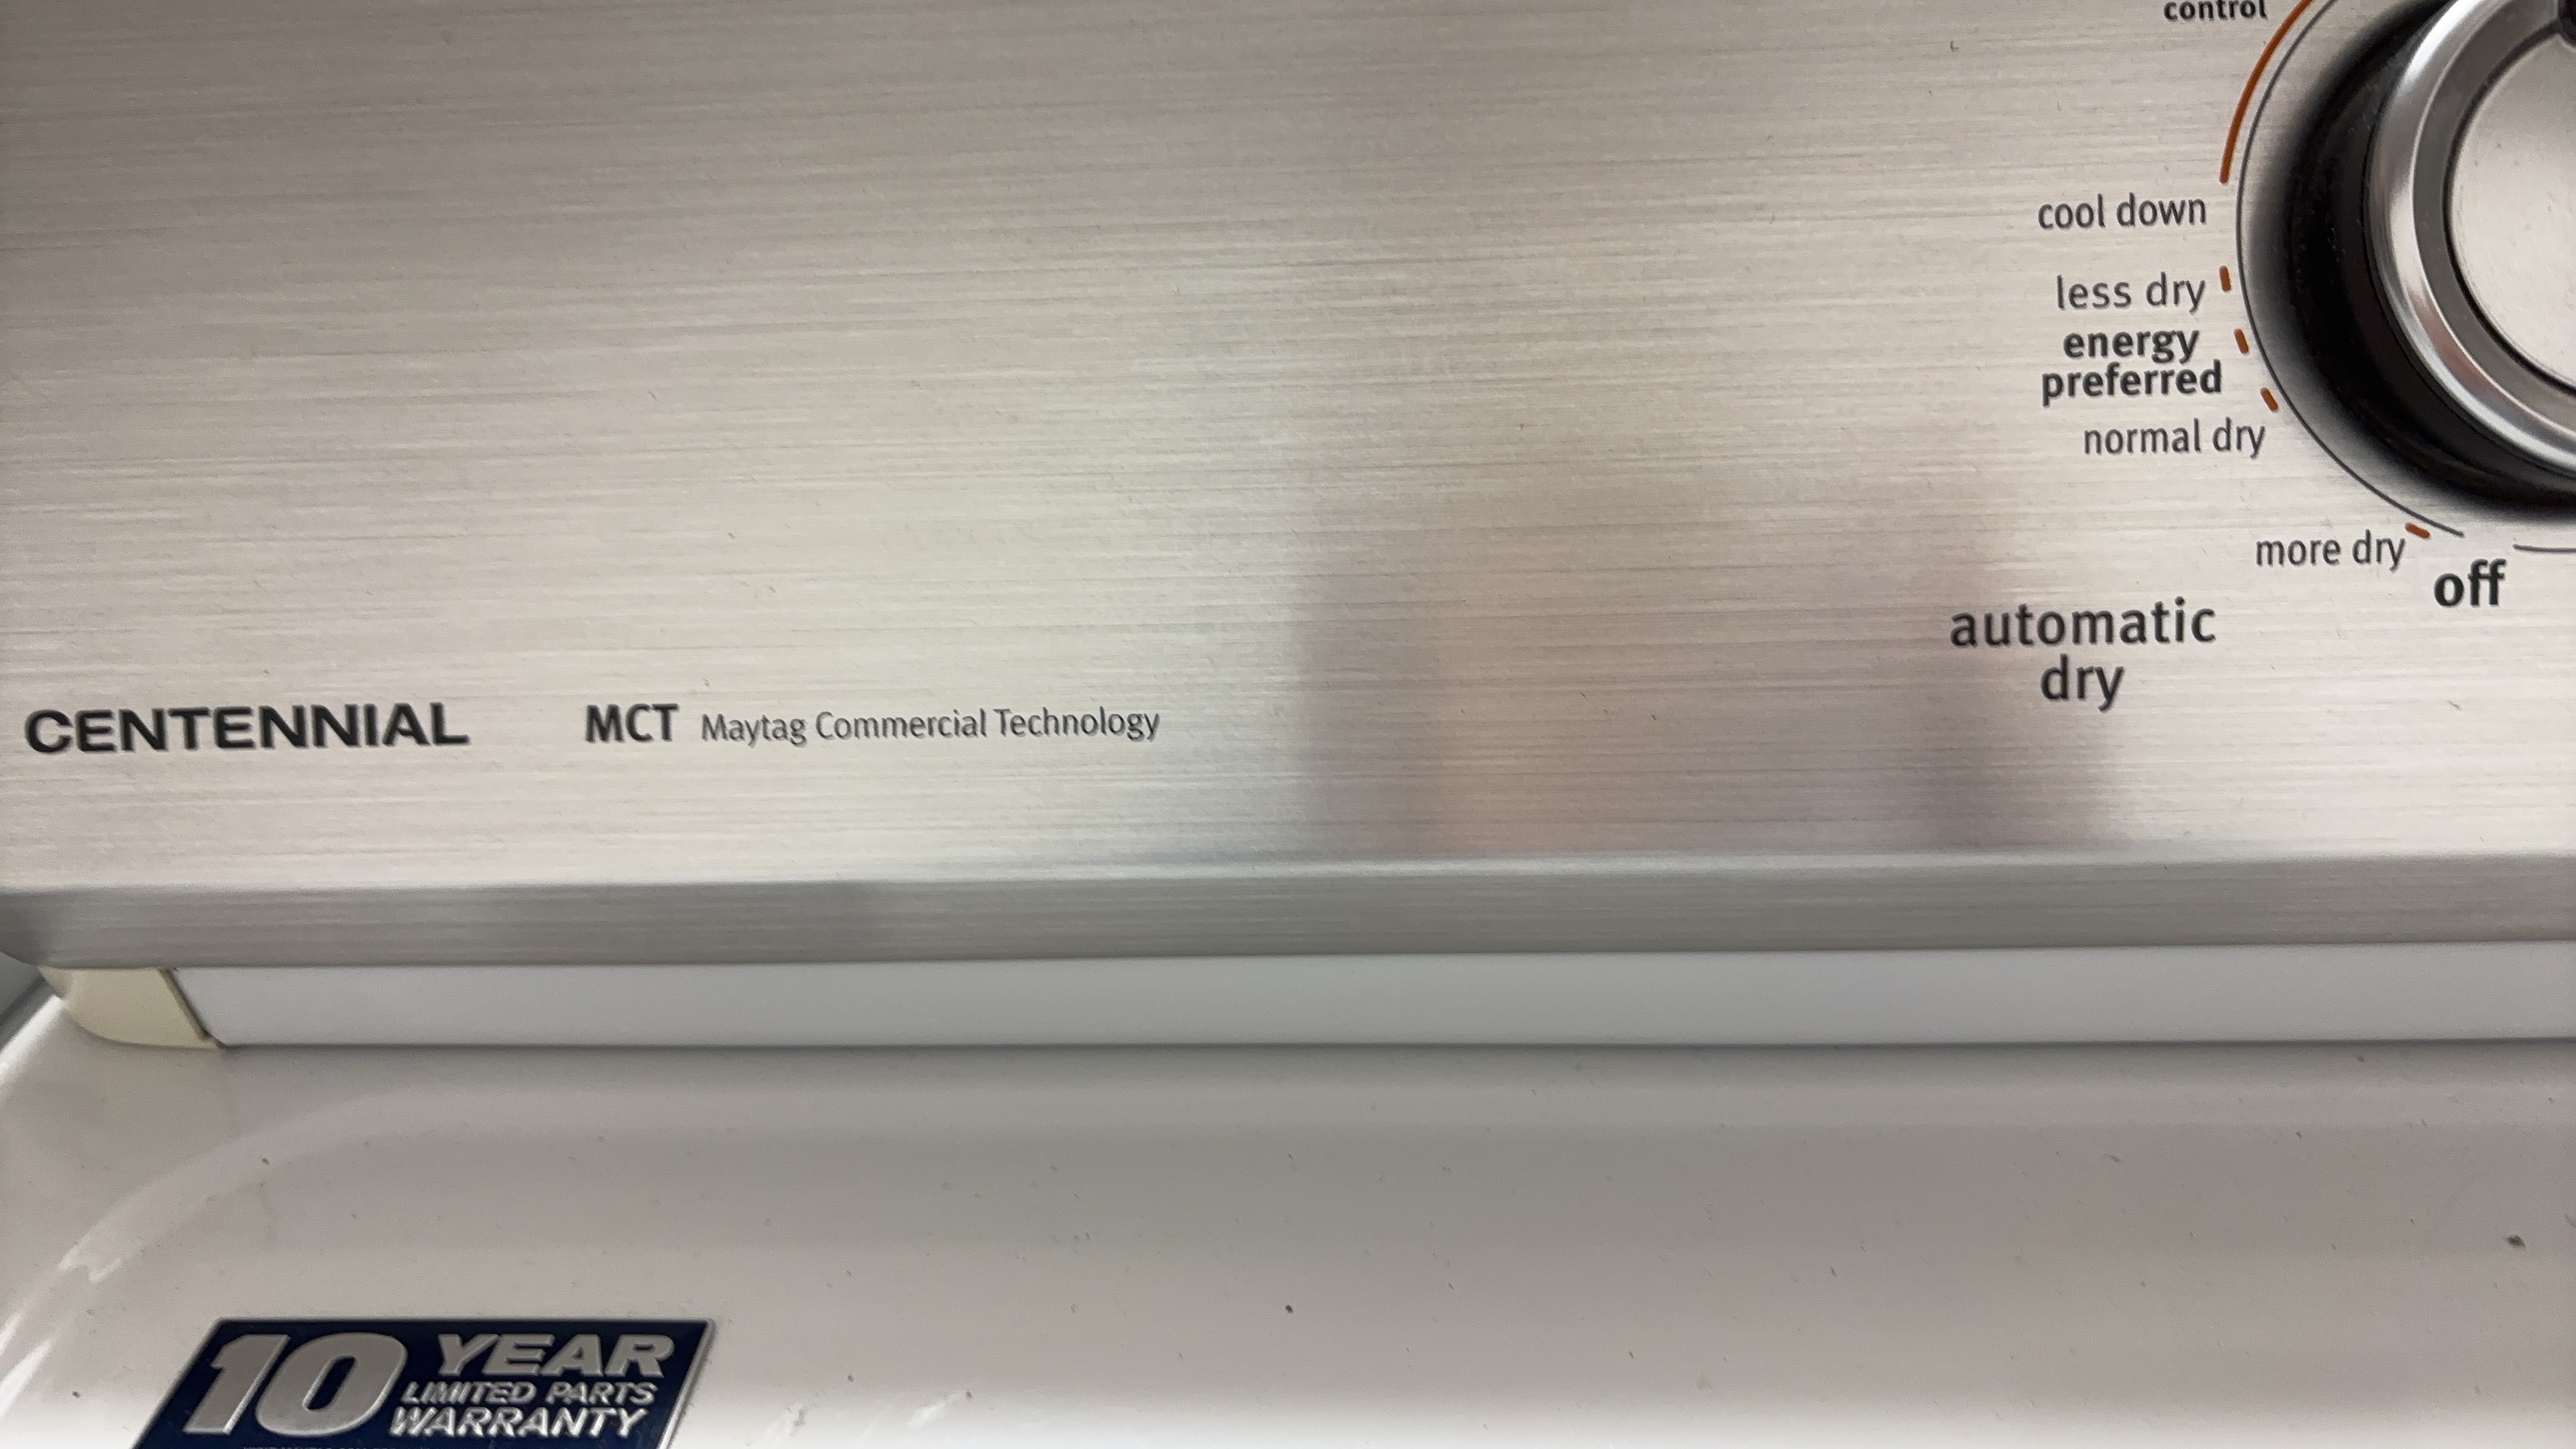 control
cool down
less dry
energy
preferred
normal dry
more dry
off
automatic
dry
CENTENNIAL MCT Maytag Commercial Technology
10 YEAR
LIMITED PARTS
WARRANTY